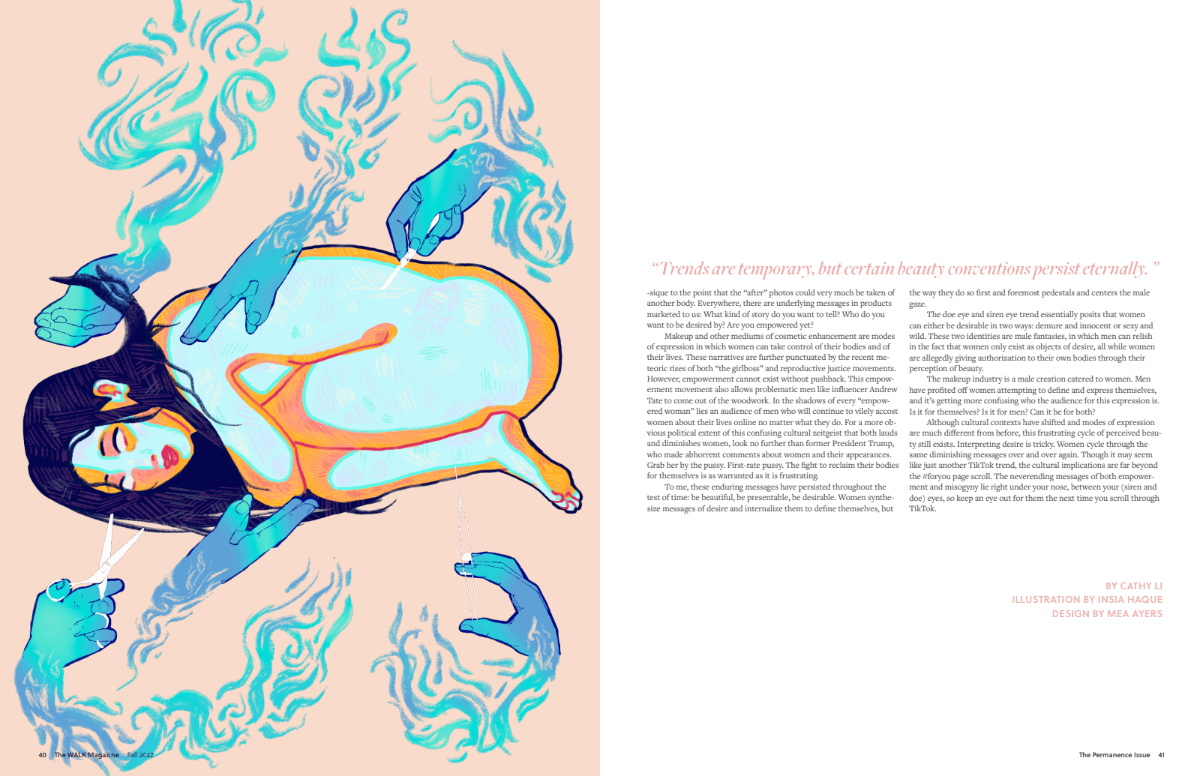 “Trends are temporary, but certain beauty conventions persist eternally. ”
-sique to the point that the “after” photos could very much be taken of
another body. Everywhere, there are underlying messages in products
marketed to us: What kind of story do you want to tell? Who do you
want to be desired by? Are you empowered yet?
Makeup and other mediums of cosmetic enhancement are modes
of expression in which women can take control of their bodies and of
their lives. These narratives are further punctuated by the recent me-
teoric rises of both “the girlboss” and reproductive justice movements.
However, empowerment cannot exist without pushback. This empow-
erment movement also allows problematic men like influencer Andrew
Tate to come out of the woodwork. In the shadows of every “empow-
ered woman” lies an audience of men who will continue to vilely accost
women about their lives online no matter what they do. For a more ob-
vious political extent of this confusing cultural zeitgeist that both lauds
and diminishes women, look no further than former President Trump,
who made abhorrent comments about women and their appearances.
Grab her by the pussy. First-rate pussy. The fight to reclaim their bodies
for themselves is as warranted as it is frustrating.
To me, these enduring messages have persisted throughout the
test of time: be beautiful, be presentable, be desirable. Women synthe-
size messages of desire and internalize them to define themselves, but
the way they do so first and foremost pedestals and centers the male
gaze.
The doe eye and siren eye trend essentially posits that women
can either be desirable in two ways: demure and innocent or sexy and
wild. These two identities are male fantasies, in which men can relish
in the fact that women only exist as objects of desire, all while women
are allegedly giving authorization to their own bodies through their
perception of beauty.
The makeup industry is a male creation catered to women. Men
have profited off women attempting to define and express themselves,
and it’s getting more confusing who the audience for this expression is.
Is it for themselves? Is it for men? Can it be for both?
Although cultural contexts have shifted and modes of expression
are much different from before, this frustrating cycle of perceived beau-
ty still exists. Interpreting desire is tricky. Women cycle through the
same diminishing messages over and over again. Though it may seem
like just another TikTok trend, the cultural implications are far beyond
the #foryou page scroll. The neverending messages of both empower-
ment and misogyny lie right under your nose, between your (siren and
doe) eyes, so keep an eye out for them the next time you scroll through
TikTok.
BY CATHY LI
ILLUSTRATION BY INSIA HAQUE
DESIGN BY MEA AYERS
40 The WALK Magazine Fall 2022
The Permanence Issue 41